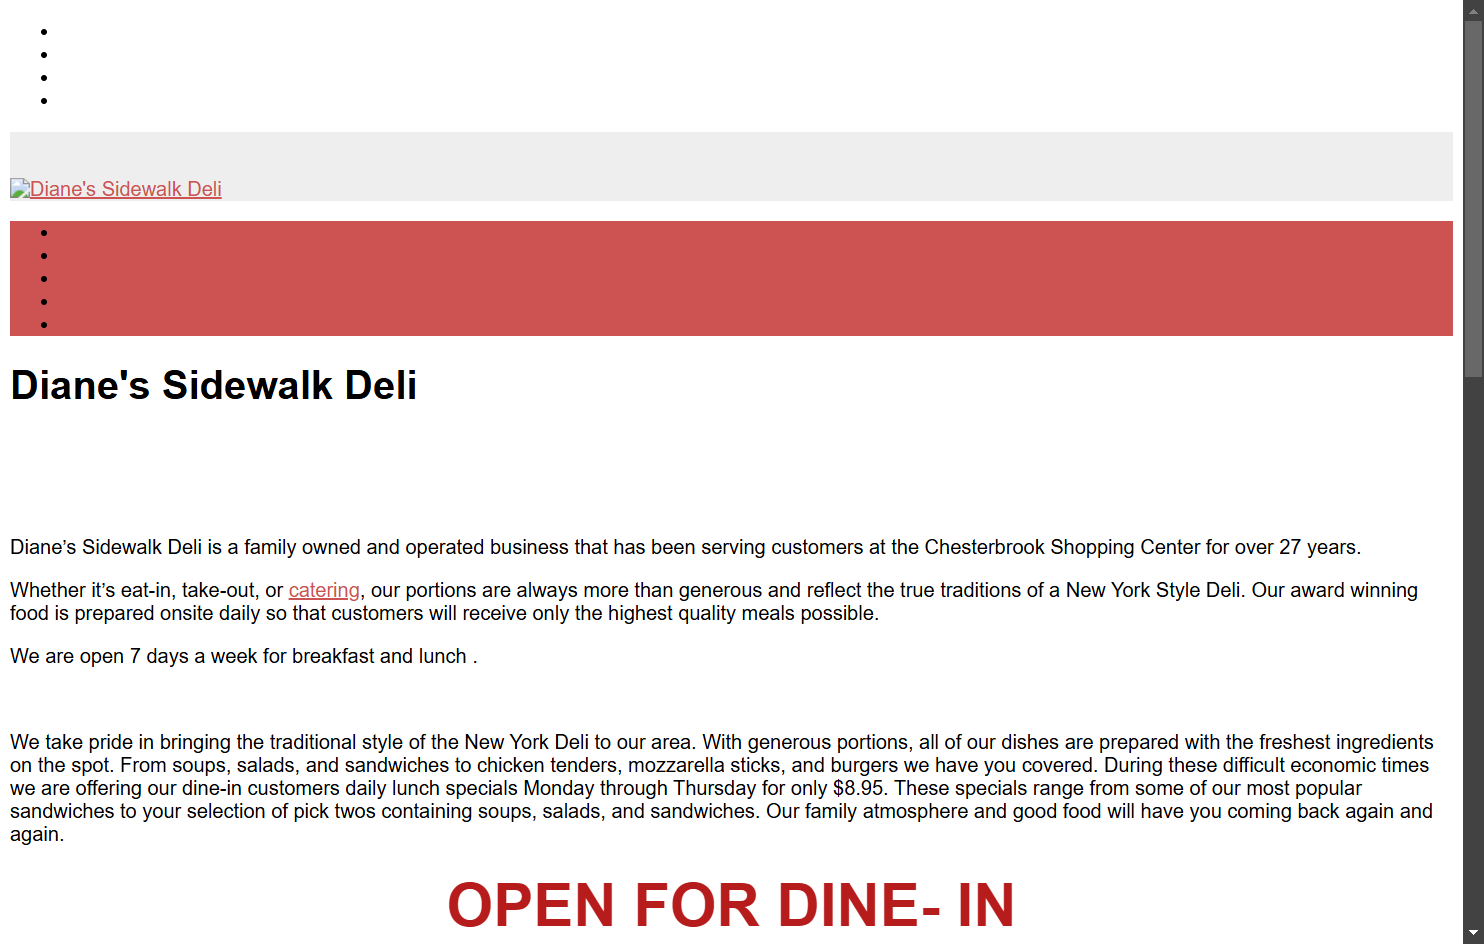 Diane's Sidewalk Deli
Diane's Sidewalk Deli
Diane’s Sidewalk Deli is a family owned and operated business that has been serving customers at the Chesterbrook Shopping Center for over 27 years.
Whether it’s eat-in, take-out, or catering, our portions are always more than generous and reflect the true traditions of a New York Style Deli. Our award winning
food is prepared onsite daily so that customers will receive only the highest quality meals possible.
We are open 7 days a week for breakfast and lunch .
We take pride in bringing the traditional style of the New York Deli to our area. With generous portions, all of our dishes are prepared with the freshest ingredients
on the spot. From soups, salads, and sandwiches to chicken tenders, mozzarella sticks, and burgers we have you covered. During these difficult economic times
we are offering our dine-in customers daily lunch specials Monday through Thursday for only $8.95. These specials range from some of our most popular
sandwiches to your selection of pick twos containing soups, salads, and sandwiches. Our family atmosphere and good food will have you coming back again and
again.
OPEN FOR DINE- IN